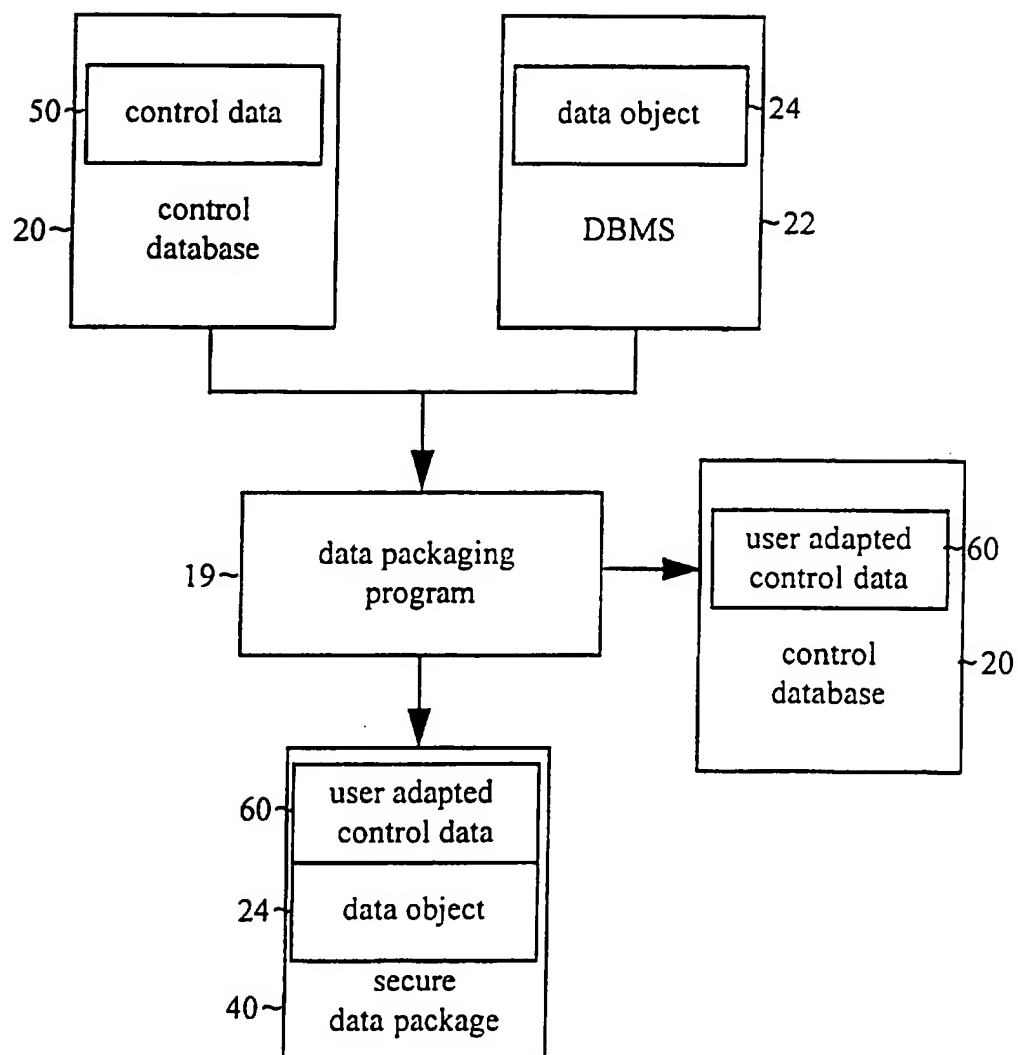 50~ control data
20~ control
database
data object ~24
DBMS ~22
19~ data packaging
program
user adapted ~60
control data
control ~20
database
60~ user adapted
control data
24~ data object
secure
40~ data package